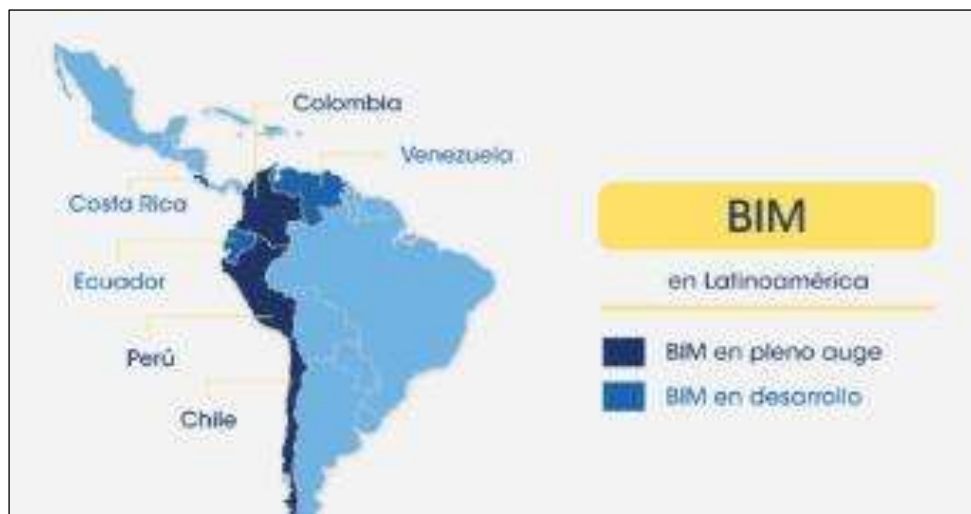 Colombia
Venezuela
Costa Rica
Ecuador
Perú
Chile
BIM
en Latinoamérica
BIM en pleno auge
BIM en desarrollo